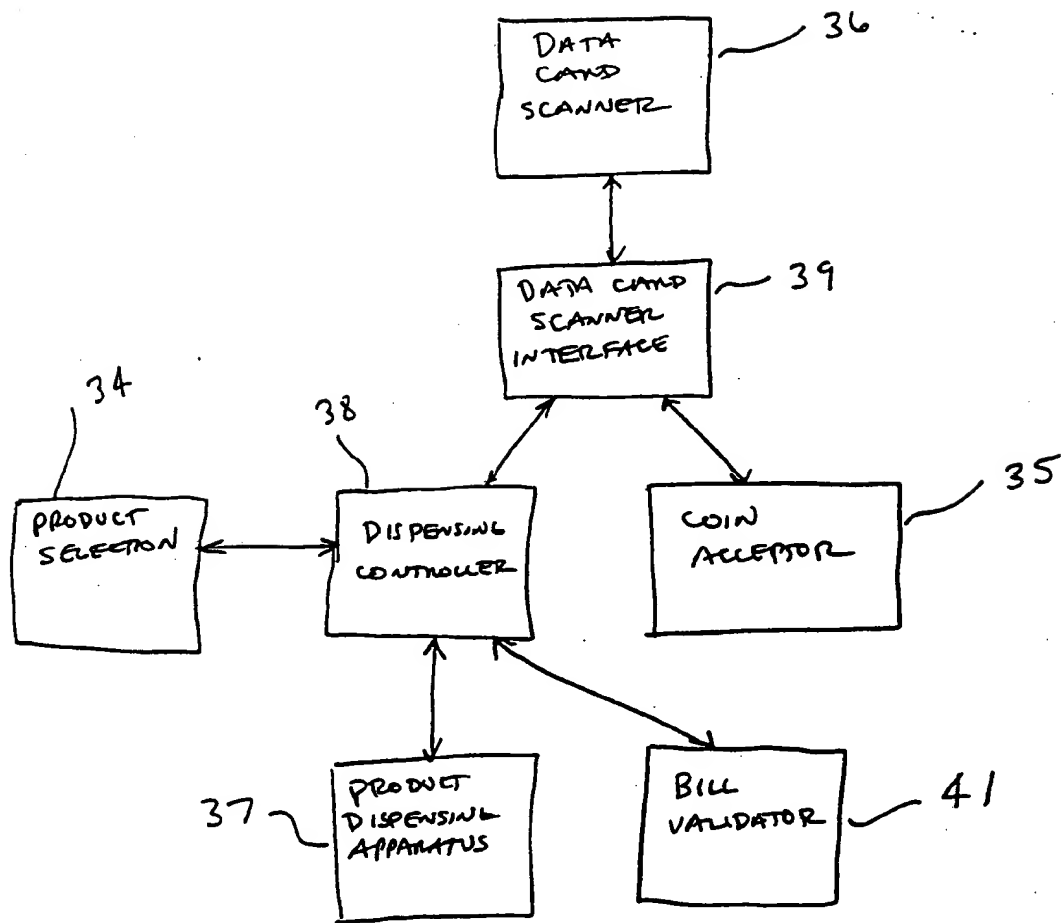 DATA
CARD
SCANNER
36
DATA CARD
SCANNER
INTERFACE
39
34
38
PRODUCT
SELECTION
DISPENSING
CONTROLLER
COIN
ACCEPTOR
35
37
PRODUCT
DISPENSING
APPARATUS
BILL
VALIDATOR
41